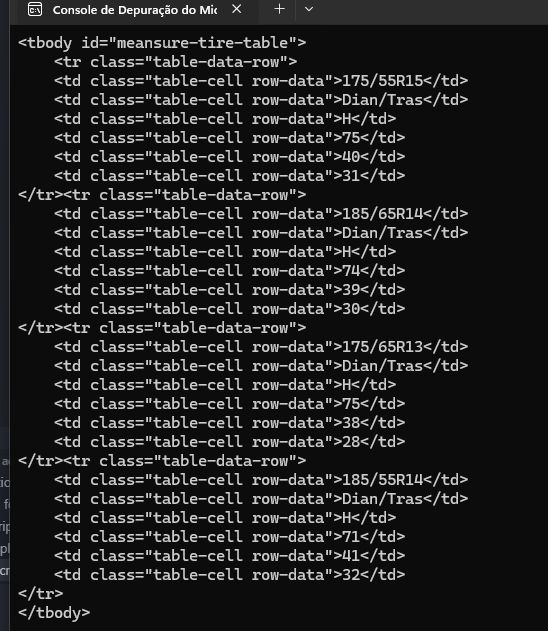 Console de Depuração do Mic
<tbody id="meansure-tire-table">
    <tr class="table-data-row">
    <td class="table-cell row-data">175/55R15</td>
    <td class="table-cell row-data">Dian/Tras</td>
    <td class="table-cell row-data">H</td>
    <td class="table-cell row-data">75</td>
    <td class="table-cell row-data">40</td>
    <td class="table-cell row-data">31</td>
</tr><tr class="table-data-row">
    <td class="table-cell row-data">185/65R14</td>
    <td class="table-cell row-data">Dian/Tras</td>
    <td class="table-cell row-data">H</td>
    <td class="table-cell row-data">74</td>
    <td class="table-cell row-data">39</td>
    <td class="table-cell row-data">30</td>
</tr><tr class="table-data-row">
    <td class="table-cell row-data">175/65R13</td>
    <td class="table-cell row-data">Dian/Tras</td>
    <td class="table-cell row-data">H</td>
    <td class="table-cell row-data">75</td>
    <td class="table-cell row-data">38</td>
    <td class="table-cell row-data">28</td>
</tr><tr class="table-data-row">
    <td class="table-cell row-data">185/55R14</td>
    <td class="table-cell row-data">Dian/Tras</td>
    <td class="table-cell row-data">H</td>
    <td class="table-cell row-data">71</td>
    <td class="table-cell row-data">41</td>
    <td class="table-cell row-data">32</td>
</tr>
</tbody>